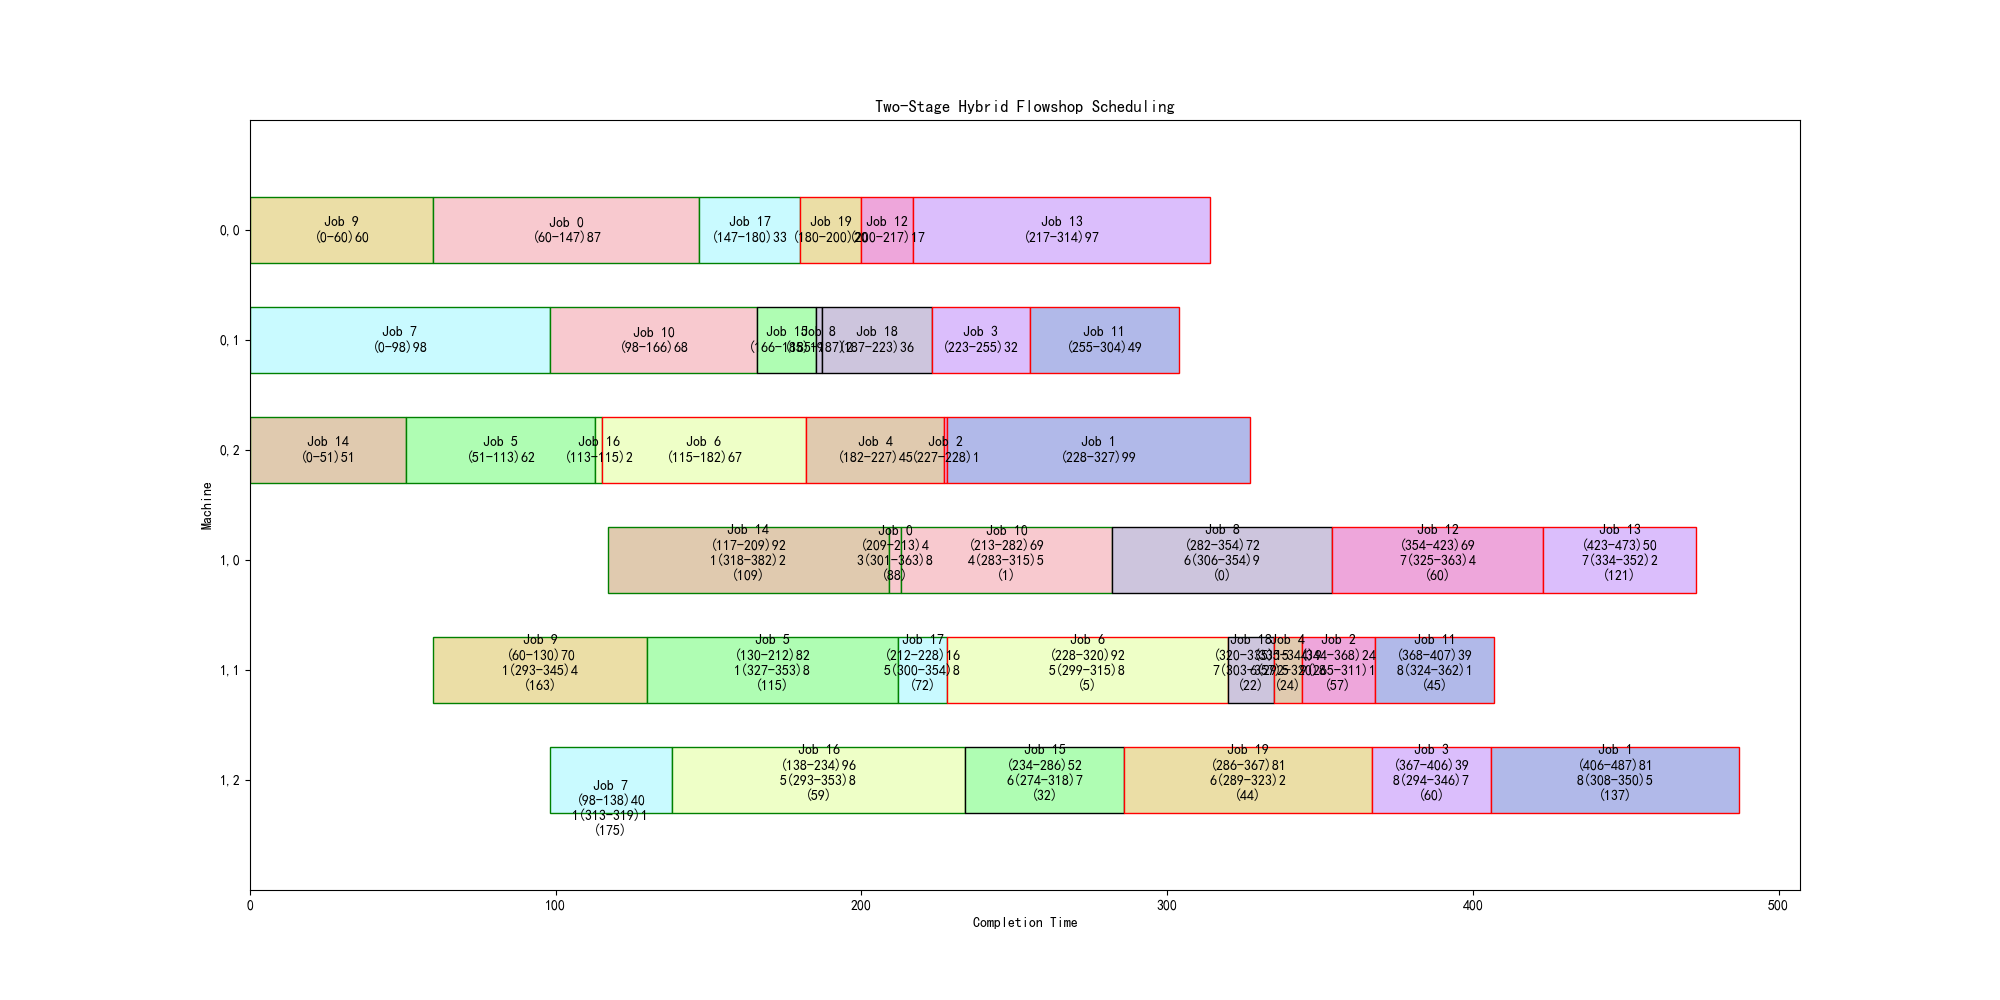 Two-Stage Hybrid Flowshop Scheduling
0,0
Job 9
(0-60)60
Job 0
(60-147)87
Job 17
(147-180)33
Job 19
(180-200)20
Job 12
(200-217)17
Job 13
(217-314)97
0,1
Job 7
(0-98)98
Job 10
(98-166)68
Job 15
(166-185)19
Job 8
(185-187)2
Job 18
(187-223)36
Job 3
(223-255)32
Job 11
(255-304)49
0,2
Job 14
(0-51)51
Job 5
(51-113)62
Job 16
(113-115)2
Job 6
(115-182)67
Job 4
(182-227)45
Job 2
(227-228)1
Job 1
(228-327)99
1,0
Job 14
(117-209)92
1(318-382)2
(109)
Job 0
(209-213)4
3(301-363)8
(88)
Job 10
(213-282)69
4(283-315)5
(1)
Job 8
(282-354)72
6(306-354)9
(0)
Job 12
(354-423)69
7(325-363)4
(60)
Job 13
(423-473)50
7(334-352)2
(121)
1,1
Job 9
(60-130)70
1(293-345)4
(163)
Job 5
(130-212)82
1(327-353)8
(115)
Job 17
(212-228)16
5(300-354)8
(72)
Job 6
(228-320)92
5(299-315)8
(5)
Job 18
(320-335)15
(22)
Job 4
(335-344)9
(24)
Job 2
(344-368)24
(57)
Job 11
(368-407)39
8(324-362)1
(45)
1,2
Job 7
(98-138)40
1(313-319)1
(175)
Job 16
(138-234)96
5(293-353)8
(59)
Job 15
(234-286)52
6(274-318)7
(32)
Job 19
(286-367)81
6(289-323)2
(44)
Job 3
(367-406)39
8(294-346)7
(60)
Job 1
(406-487)81
8(308-350)5
(137)
Machine
0
100
200
300
400
500
Completion Time